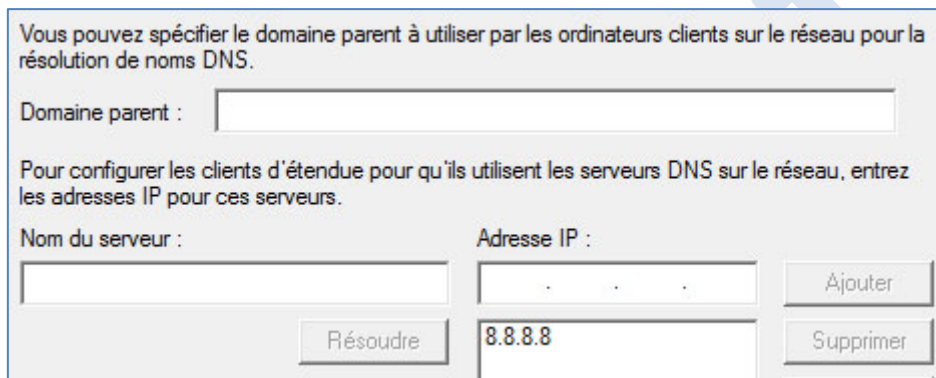 Vous pouvez spécifier le domaine parent à utiliser par les ordinateurs clients sur le réseau pour la
résolution de noms DNS.
Domaine parent :
Pour configurer les clients d'étendue pour qu'ils utilisent les serveurs DNS sur le réseau, entrez
les adresses IP pour ces serveurs.
Nom du serveur : Adresse IP :
. . . Ajouter
Résoudre 8.8.8.8 Supprimer